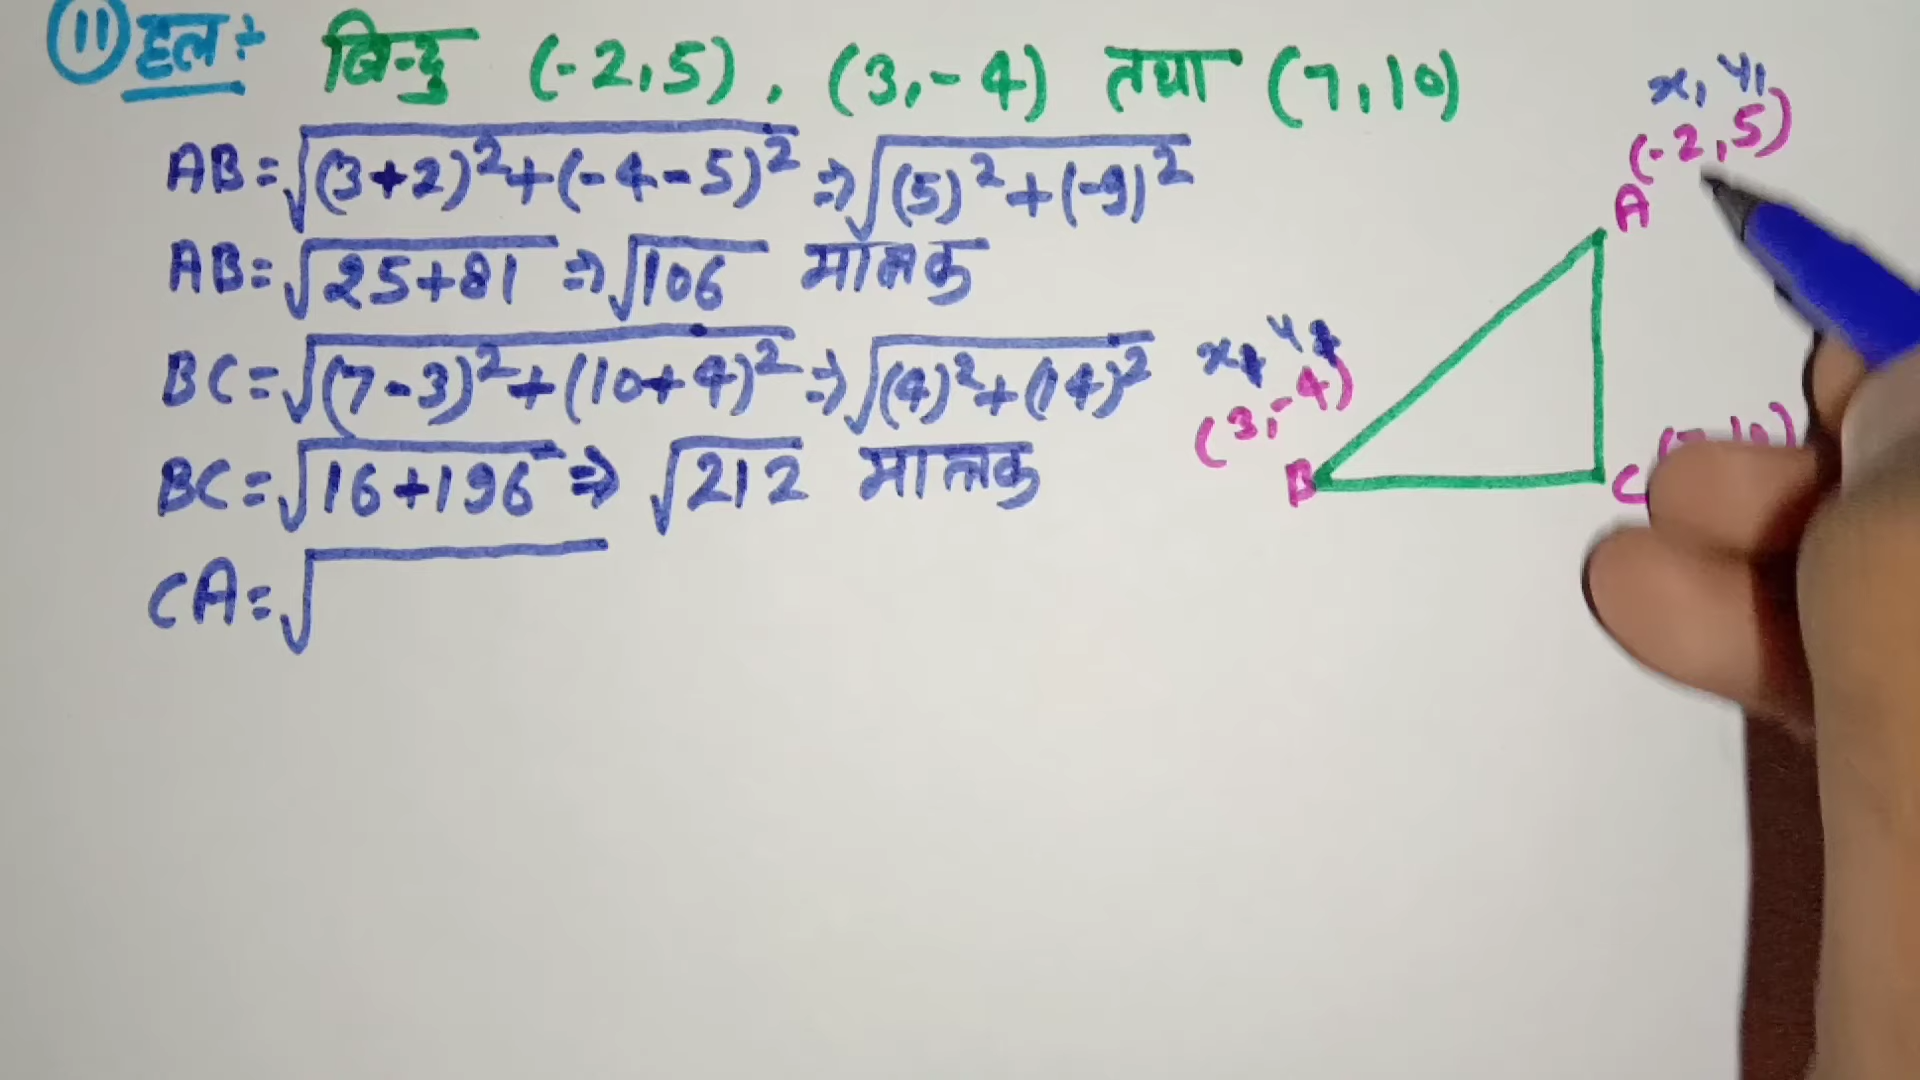 11 हल ÷ बिन्दु (-2,5), (3,-4) तथा (7,10)
AB=√(3+2)²+(-4-5)² ⇒√(5)²+(-9)²
AB=√25+81 ⇒√106 मात्रक
BC=√(7-3)²+(10+4)² ⇒√(4)²+(14)²
BC=√16+196 ⇒ √212 मात्रक
CA=√
x₁ y₁
(-2,5)
A
(3,-4)
B
C